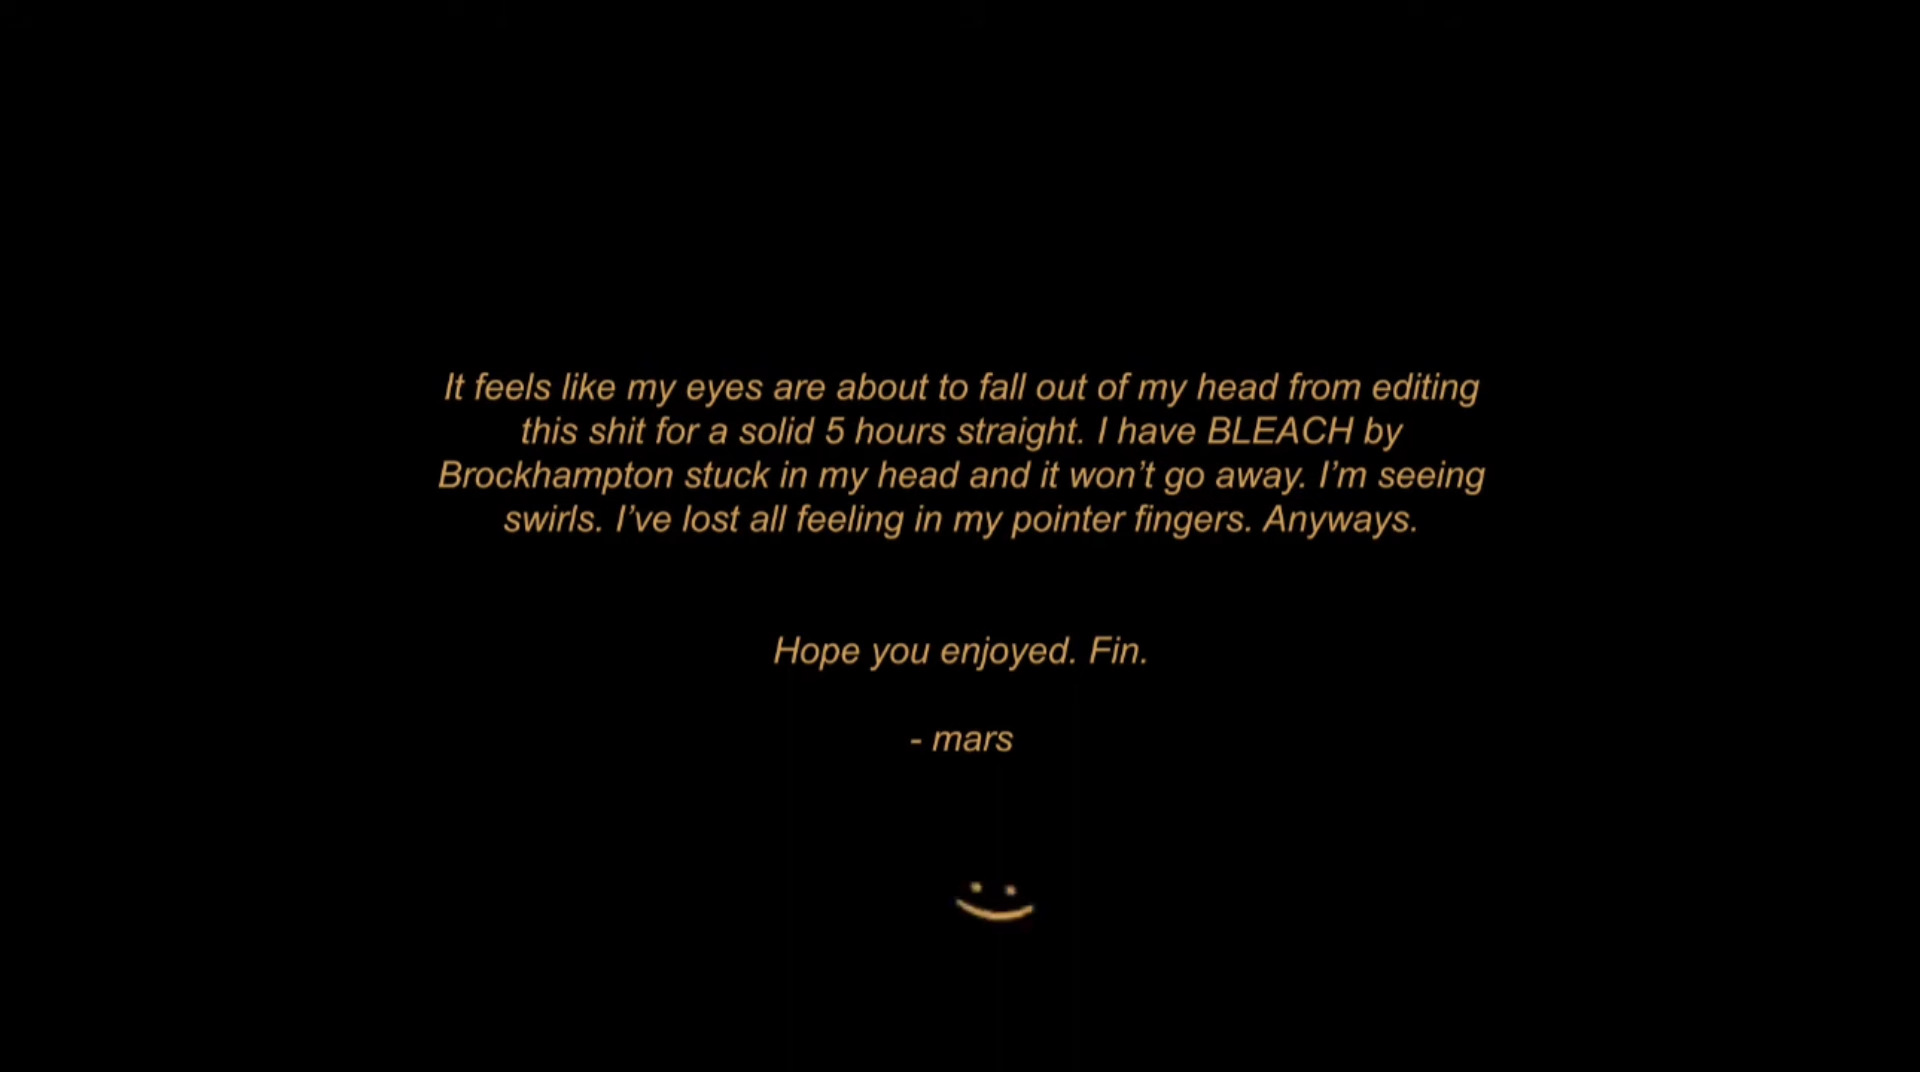 It feels like my eyes are about to fall out of my head from editing
this shit for a solid 5 hours straight. I have BLEACH by
Brockhampton stuck in my head and it won't go away. I'm seeing
swirls. I've lost all feeling in my pointer fingers. Anyways.
Hope you enjoyed. Fin.
- mars